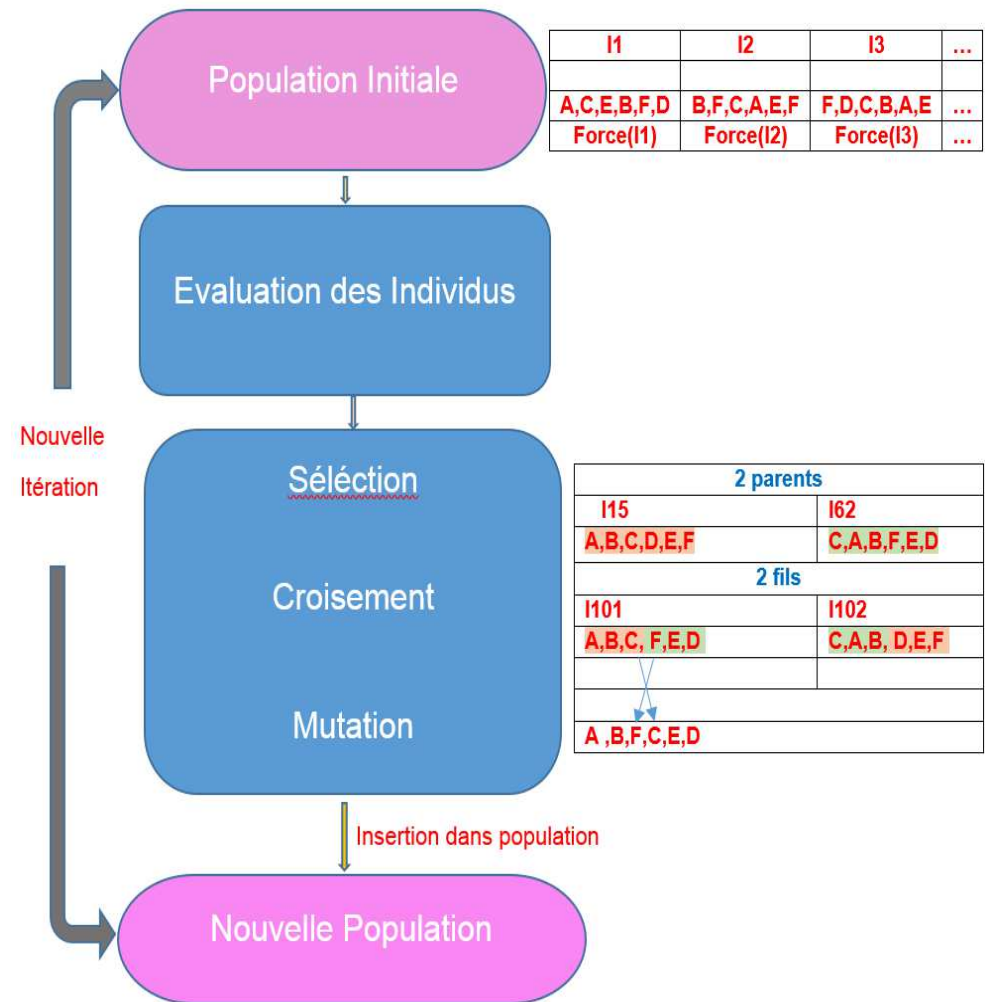 Population Initiale
I1 I2 I3 ...
A,C,E,B,F,D B,F,C,A,E,F F,D,C,B,A,E ...
Force(I1) Force(I2) Force(I3) ...
Evaluation des Individus
Nouvelle
Itération
Séléction
Croisement
Mutation
2 parents
I15 I62
A,B,C,D,E,F C,A,B,F,E,D
2 fils
I101 I102
A,B,C, F,E,D C,A,B, D,E,F
A ,B,F,C,E,D
Insertion dans population
Nouvelle Population